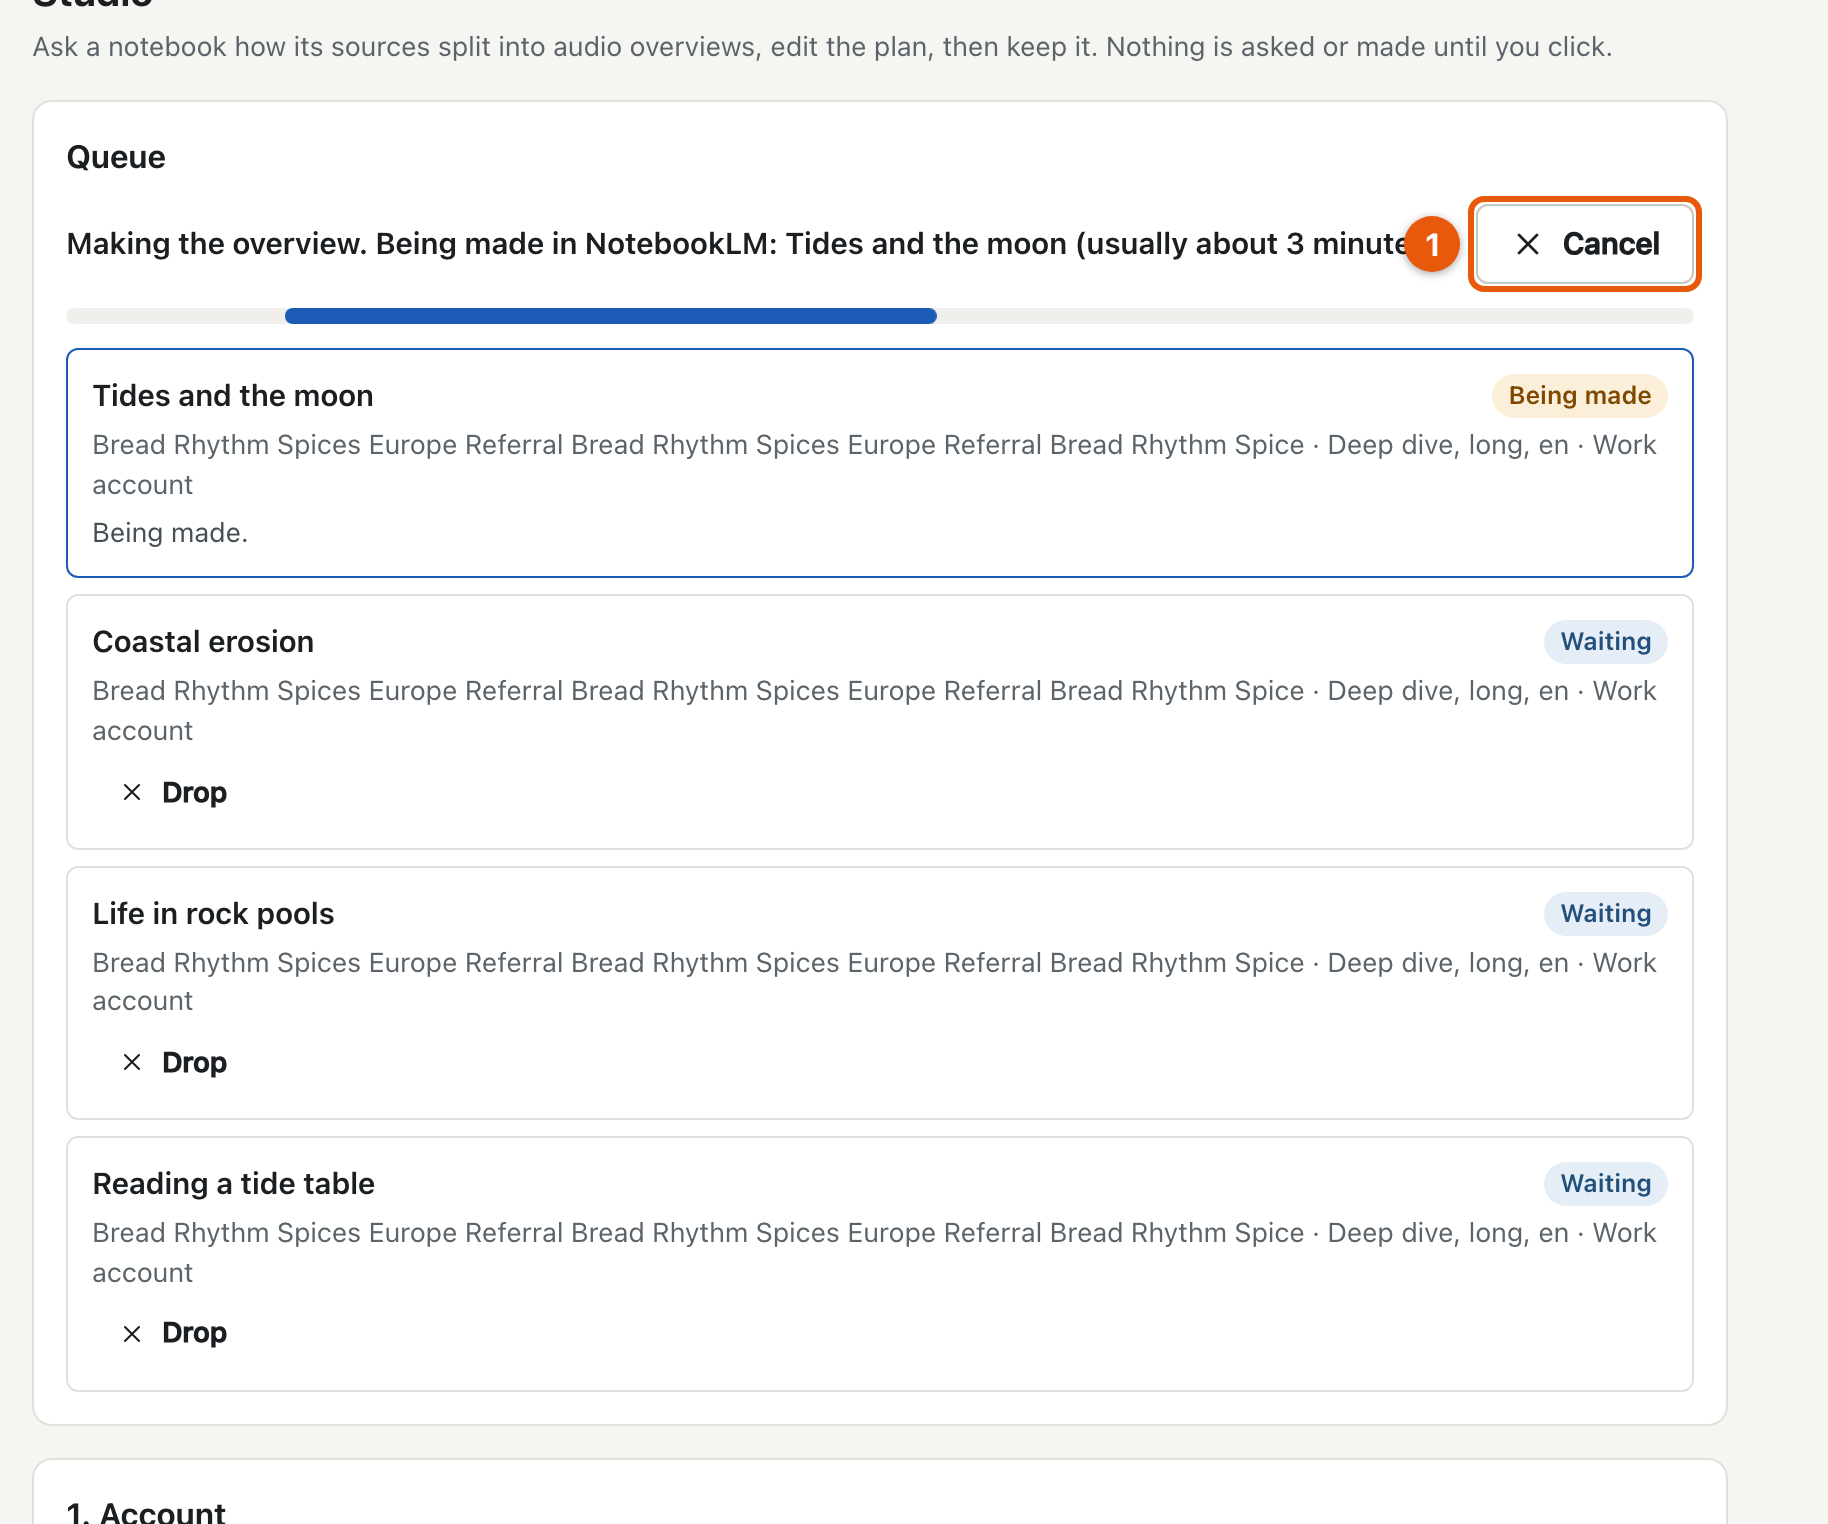 Studio
Ask a notebook how its sources split into audio overviews, edit the plan, then keep it. Nothing is asked or made until you click.
Queue
Making the overview. Being made in NotebookLM: Tides and the moon (usually about 3 minute
1
Cancel
Tides and the moon
Being made
Bread Rhythm Spices Europe Referral Bread Rhythm Spices Europe Referral Bread Rhythm Spice · Deep dive, long, en · Work
account
Being made.
Coastal erosion
Waiting
Bread Rhythm Spices Europe Referral Bread Rhythm Spices Europe Referral Bread Rhythm Spice · Deep dive, long, en · Work
account
Drop
Life in rock pools
Waiting
Bread Rhythm Spices Europe Referral Bread Rhythm Spices Europe Referral Bread Rhythm Spice · Deep dive, long, en · Work
account
Drop
Reading a tide table
Waiting
Bread Rhythm Spices Europe Referral Bread Rhythm Spices Europe Referral Bread Rhythm Spice · Deep dive, long, en · Work
account
Drop
1. Account